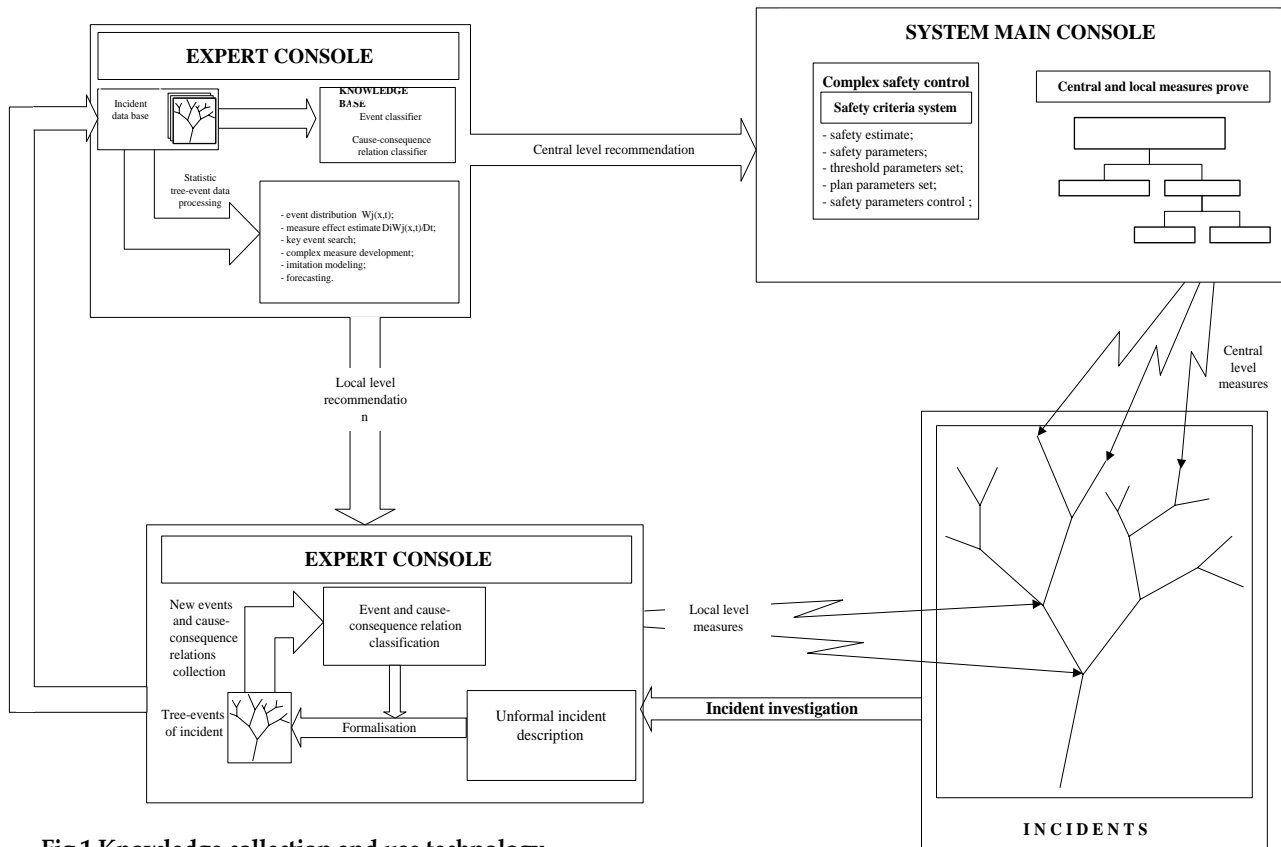 EXPERT CONSOLE
Incident
data base
KNOWLEDGE
BASE
Event classifier
Cause-consequence
relation classifier
Statistic
tree-event data
processing
- event distribution Wj(x,t);
- measure effect estimate DiWj(x,t)/Dt;
- key event search;
- complex measure development;
- imitation modeling;
- forecasting.
Central level recommendation
SYSTEM MAIN CONSOLE
Complex safety control
Safety criteria system
- safety estimate;
- safety parameters;
- threshold parameters set;
- plan parameters set;
- safety parameters control ;
Central and local measures prove
Central
level
measures
Local level
recommendatio
n
EXPERT CONSOLE
New events
and cause-
consequence
relations
collection
Event and cause-
consequence relation
classification
Tree-events
of incident
Formalisation
Unformal incident
description
Local level
measures
Incident investigation
INCIDENTS
Fig.1 Knowledge collection and use technology